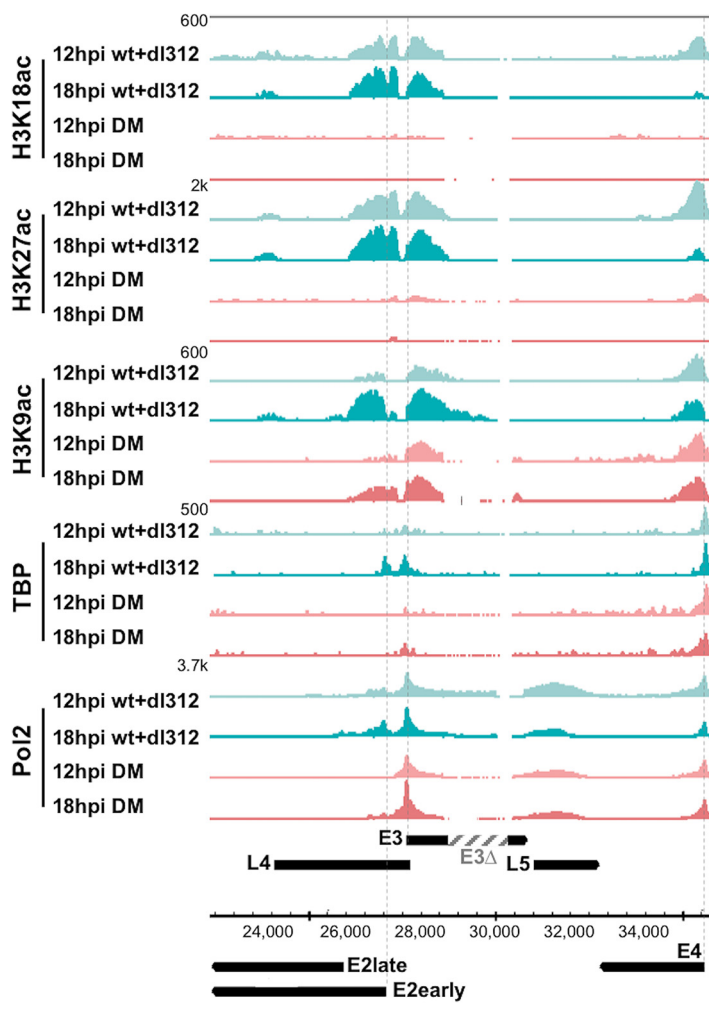 600
12hpi wt+dl312
18hpi wt+dl312
12hpi DM
18hpi DM
H3K18ac
2k
12hpi wt+dl312
18hpi wt+dl312
12hpi DM
18hpi DM
H3K27ac
600
12hpi wt+dl312
18hpi wt+dl312
12hpi DM
18hpi DM
H3K9ac
500
12hpi wt+dl312
18hpi wt+dl312
12hpi DM
18hpi DM
TBP
3.7k
12hpi wt+dl312
18hpi wt+dl312
12hpi DM
18hpi DM
Pol2
E3
E3Δ
L4
L5
24,000 26,000 28,000 30,000 32,000 34,000
E4
E2late
E2early